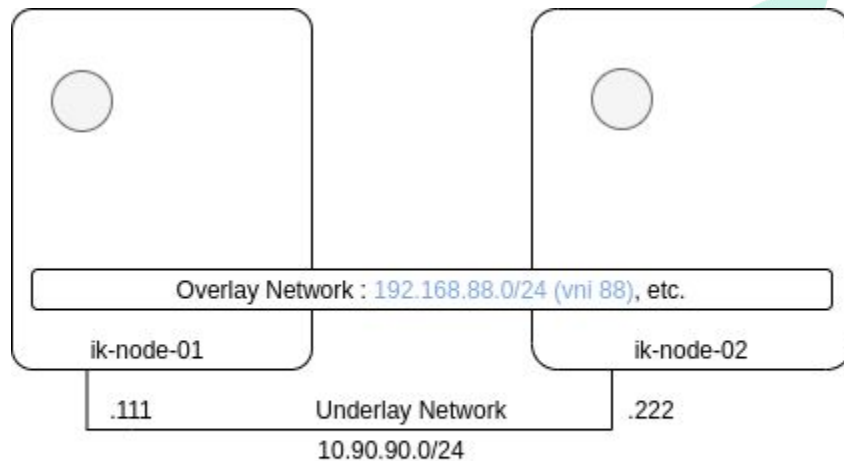 Overlay Network : 192.168.88.0/24 (vni 88), etc.
ik-node-01
ik-node-02
.111
Underlay Network
.222
10.90.90.0/24